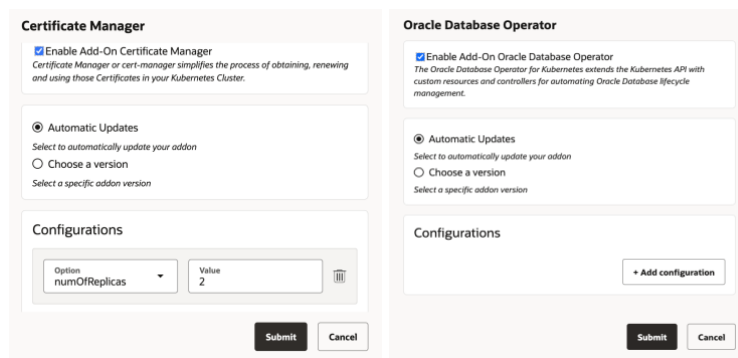 Certificate Manager
Enable Add-On Certificate Manager
Certificate Manager or cert-manager simplifies the process of obtaining, renewing
and using those Certificates in your Kubernetes Cluster.
Automatic Updates
Select to automatically update your addon
Choose a version
Select a specific addon version
Configurations
Option
numOfReplicas
Value
2
Submit
Cancel
Oracle Database Operator
Enable Add-On Oracle Database Operator
The Oracle Database Operator for Kubernetes extends the Kubernetes API with
custom resources and controllers for automating Oracle Database lifecycle
management.
Automatic Updates
Select to automatically update your addon
Choose a version
Select a specific addon version
Configurations
+ Add configuration
Submit
Cancel